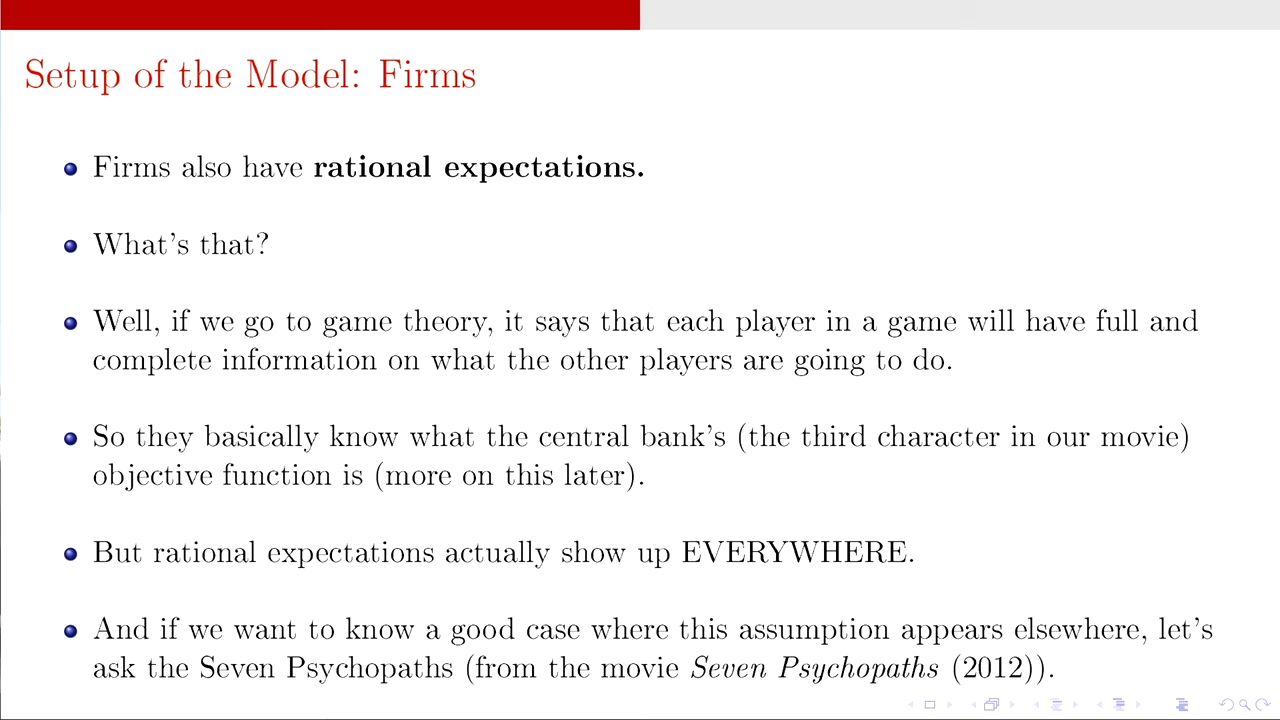 Setup of the Model: Firms
Firms also have rational expectations.
What's that?
Well, if we go to game theory, it says that each player in a game will have full and
complete information on what the other players are going to do.
So they basically know what the central bank's (the third character in our movie)
objective function is (more on this later).
But rational expectations actually show up EVERYWHERE.
And if we want to know a good case where this assumption appears elsewhere, let's
ask the Seven Psychopaths (from the movie Seven Psychopaths (2012)).